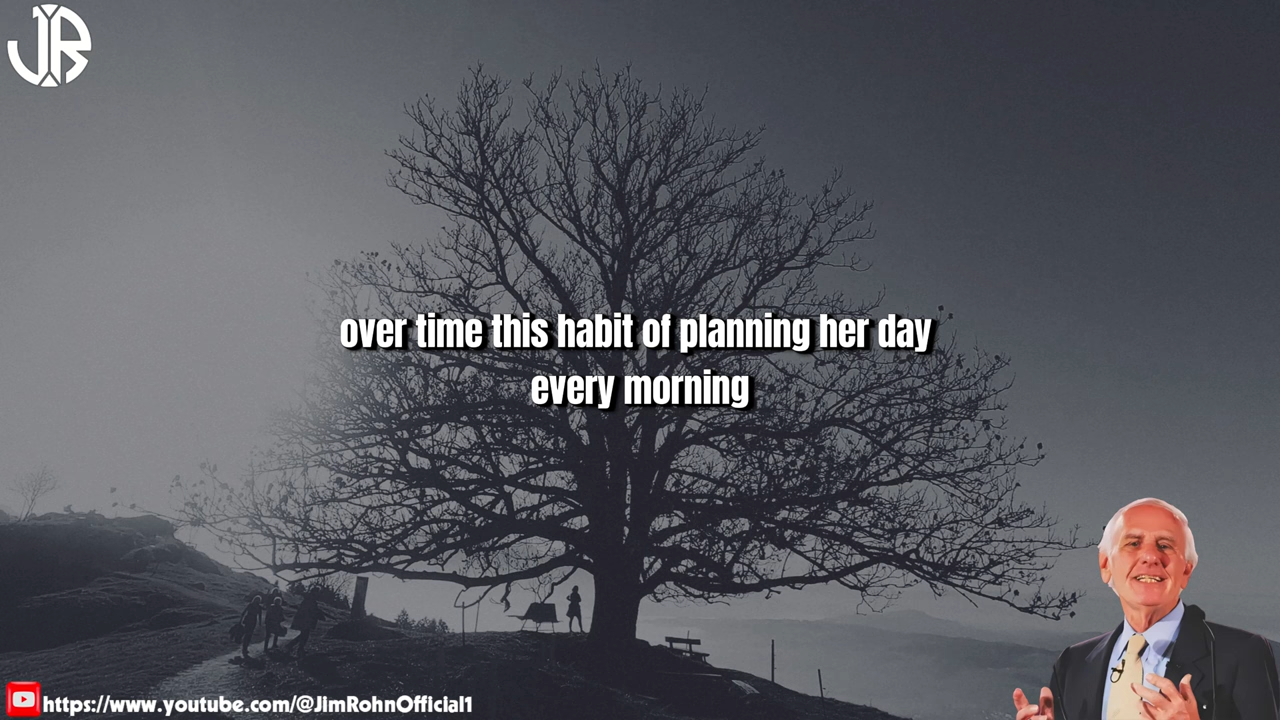 JR
over time this habit of planning her day
every morning
https://www.youtube.com/@JimRohnOfficial1